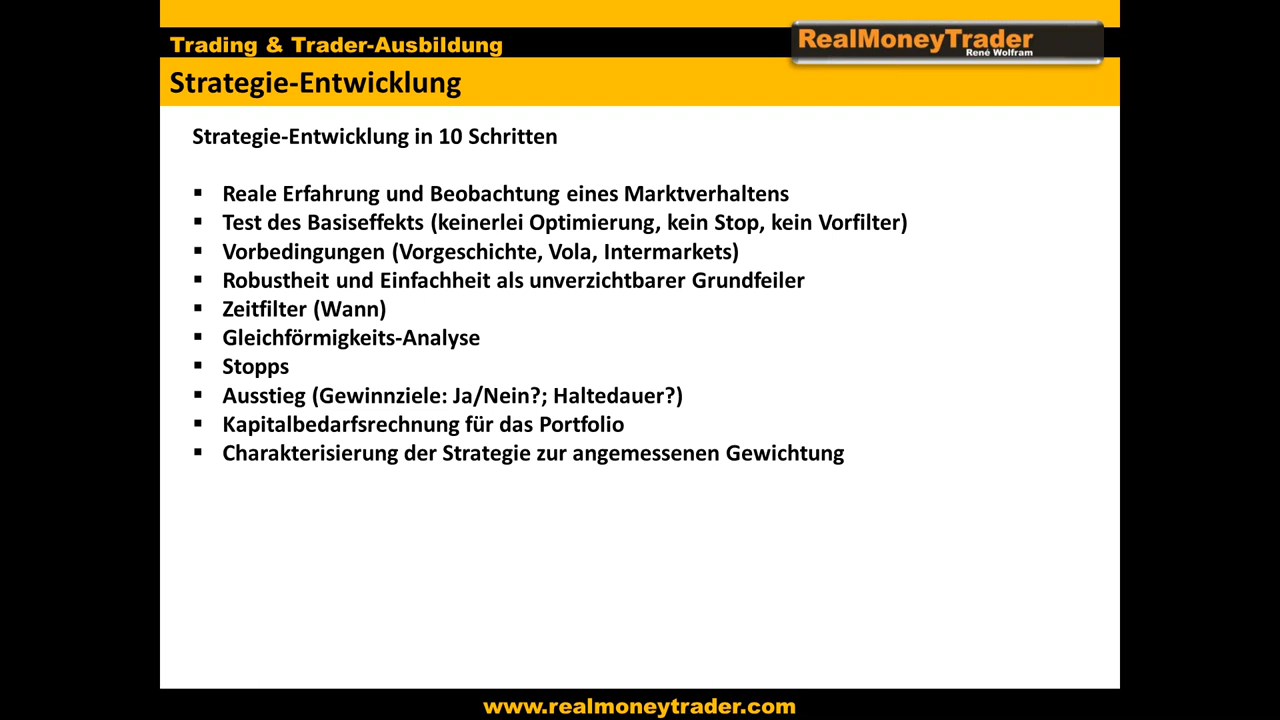 Trading & Trader-Ausbildung
RealMoneyTrader
René Wolfram
Strategie-Entwicklung
Strategie-Entwicklung in 10 Schritten
▪ Reale Erfahrung und Beobachtung eines Marktverhaltens
▪ Test des Basiseffekts (keinerlei Optimierung, kein Stop, kein Vorfilter)
▪ Vorbedingungen (Vorgeschichte, Vola, Intermarkets)
▪ Robustheit und Einfachheit als unverzichtbarer Grundfeiler
▪ Zeitfilter (Wann)
▪ Gleichförmigkeits-Analyse
▪ Stopps
▪ Ausstieg (Gewinnziele: Ja/Nein?; Haltedauer?)
▪ Kapitalbedarfsrechnung für das Portfolio
▪ Charakterisierung der Strategie zur angemessenen Gewichtung
www.realmoneytrader.com